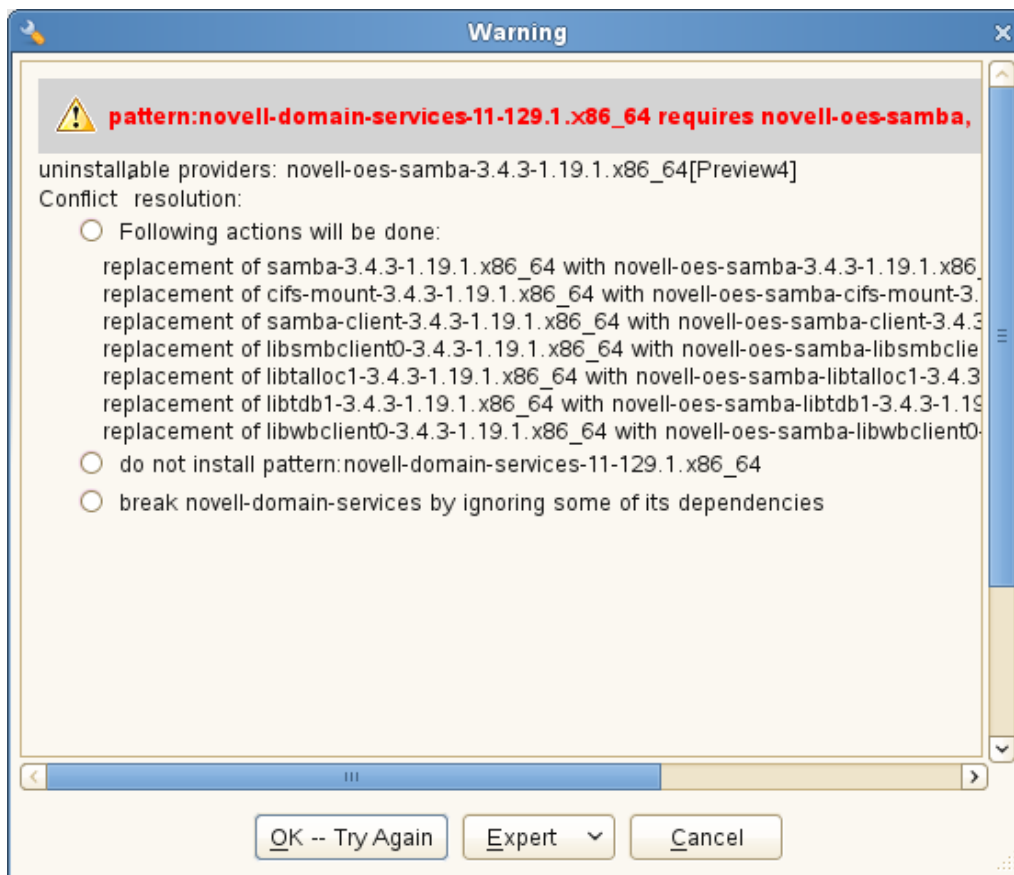 Warning
pattern:novell-domain-services-11-129.1.x86_64 requires novell-oes-samba,
uninstallable providers: novell-oes-samba-3.4.3-1.19.1.x86_64[Preview4]
Conflict resolution:
Following actions will be done:
replacement of samba-3.4.3-1.19.1.x86_64 with novell-oes-samba-3.4.3-1.19.1.x86_
replacement of cifs-mount-3.4.3-1.19.1.x86_64 with novell-oes-samba-cifs-mount-3.
replacement of samba-client-3.4.3-1.19.1.x86_64 with novell-oes-samba-client-3.4.3
replacement of libsmbclient0-3.4.3-1.19.1.x86_64 with novell-oes-samba-libsmbclie
replacement of libtalloc1-3.4.3-1.19.1.x86_64 with novell-oes-samba-libtalloc1-3.4.3
replacement of libtdb1-3.4.3-1.19.1.x86_64 with novell-oes-samba-libtdb1-3.4.3-1.19
replacement of libwbclient0-3.4.3-1.19.1.x86_64 with novell-oes-samba-libwbclient0-
do not install pattern:novell-domain-services-11-129.1.x86_64
break novell-domain-services by ignoring some of its dependencies
OK -- Try Again
Expert
Cancel